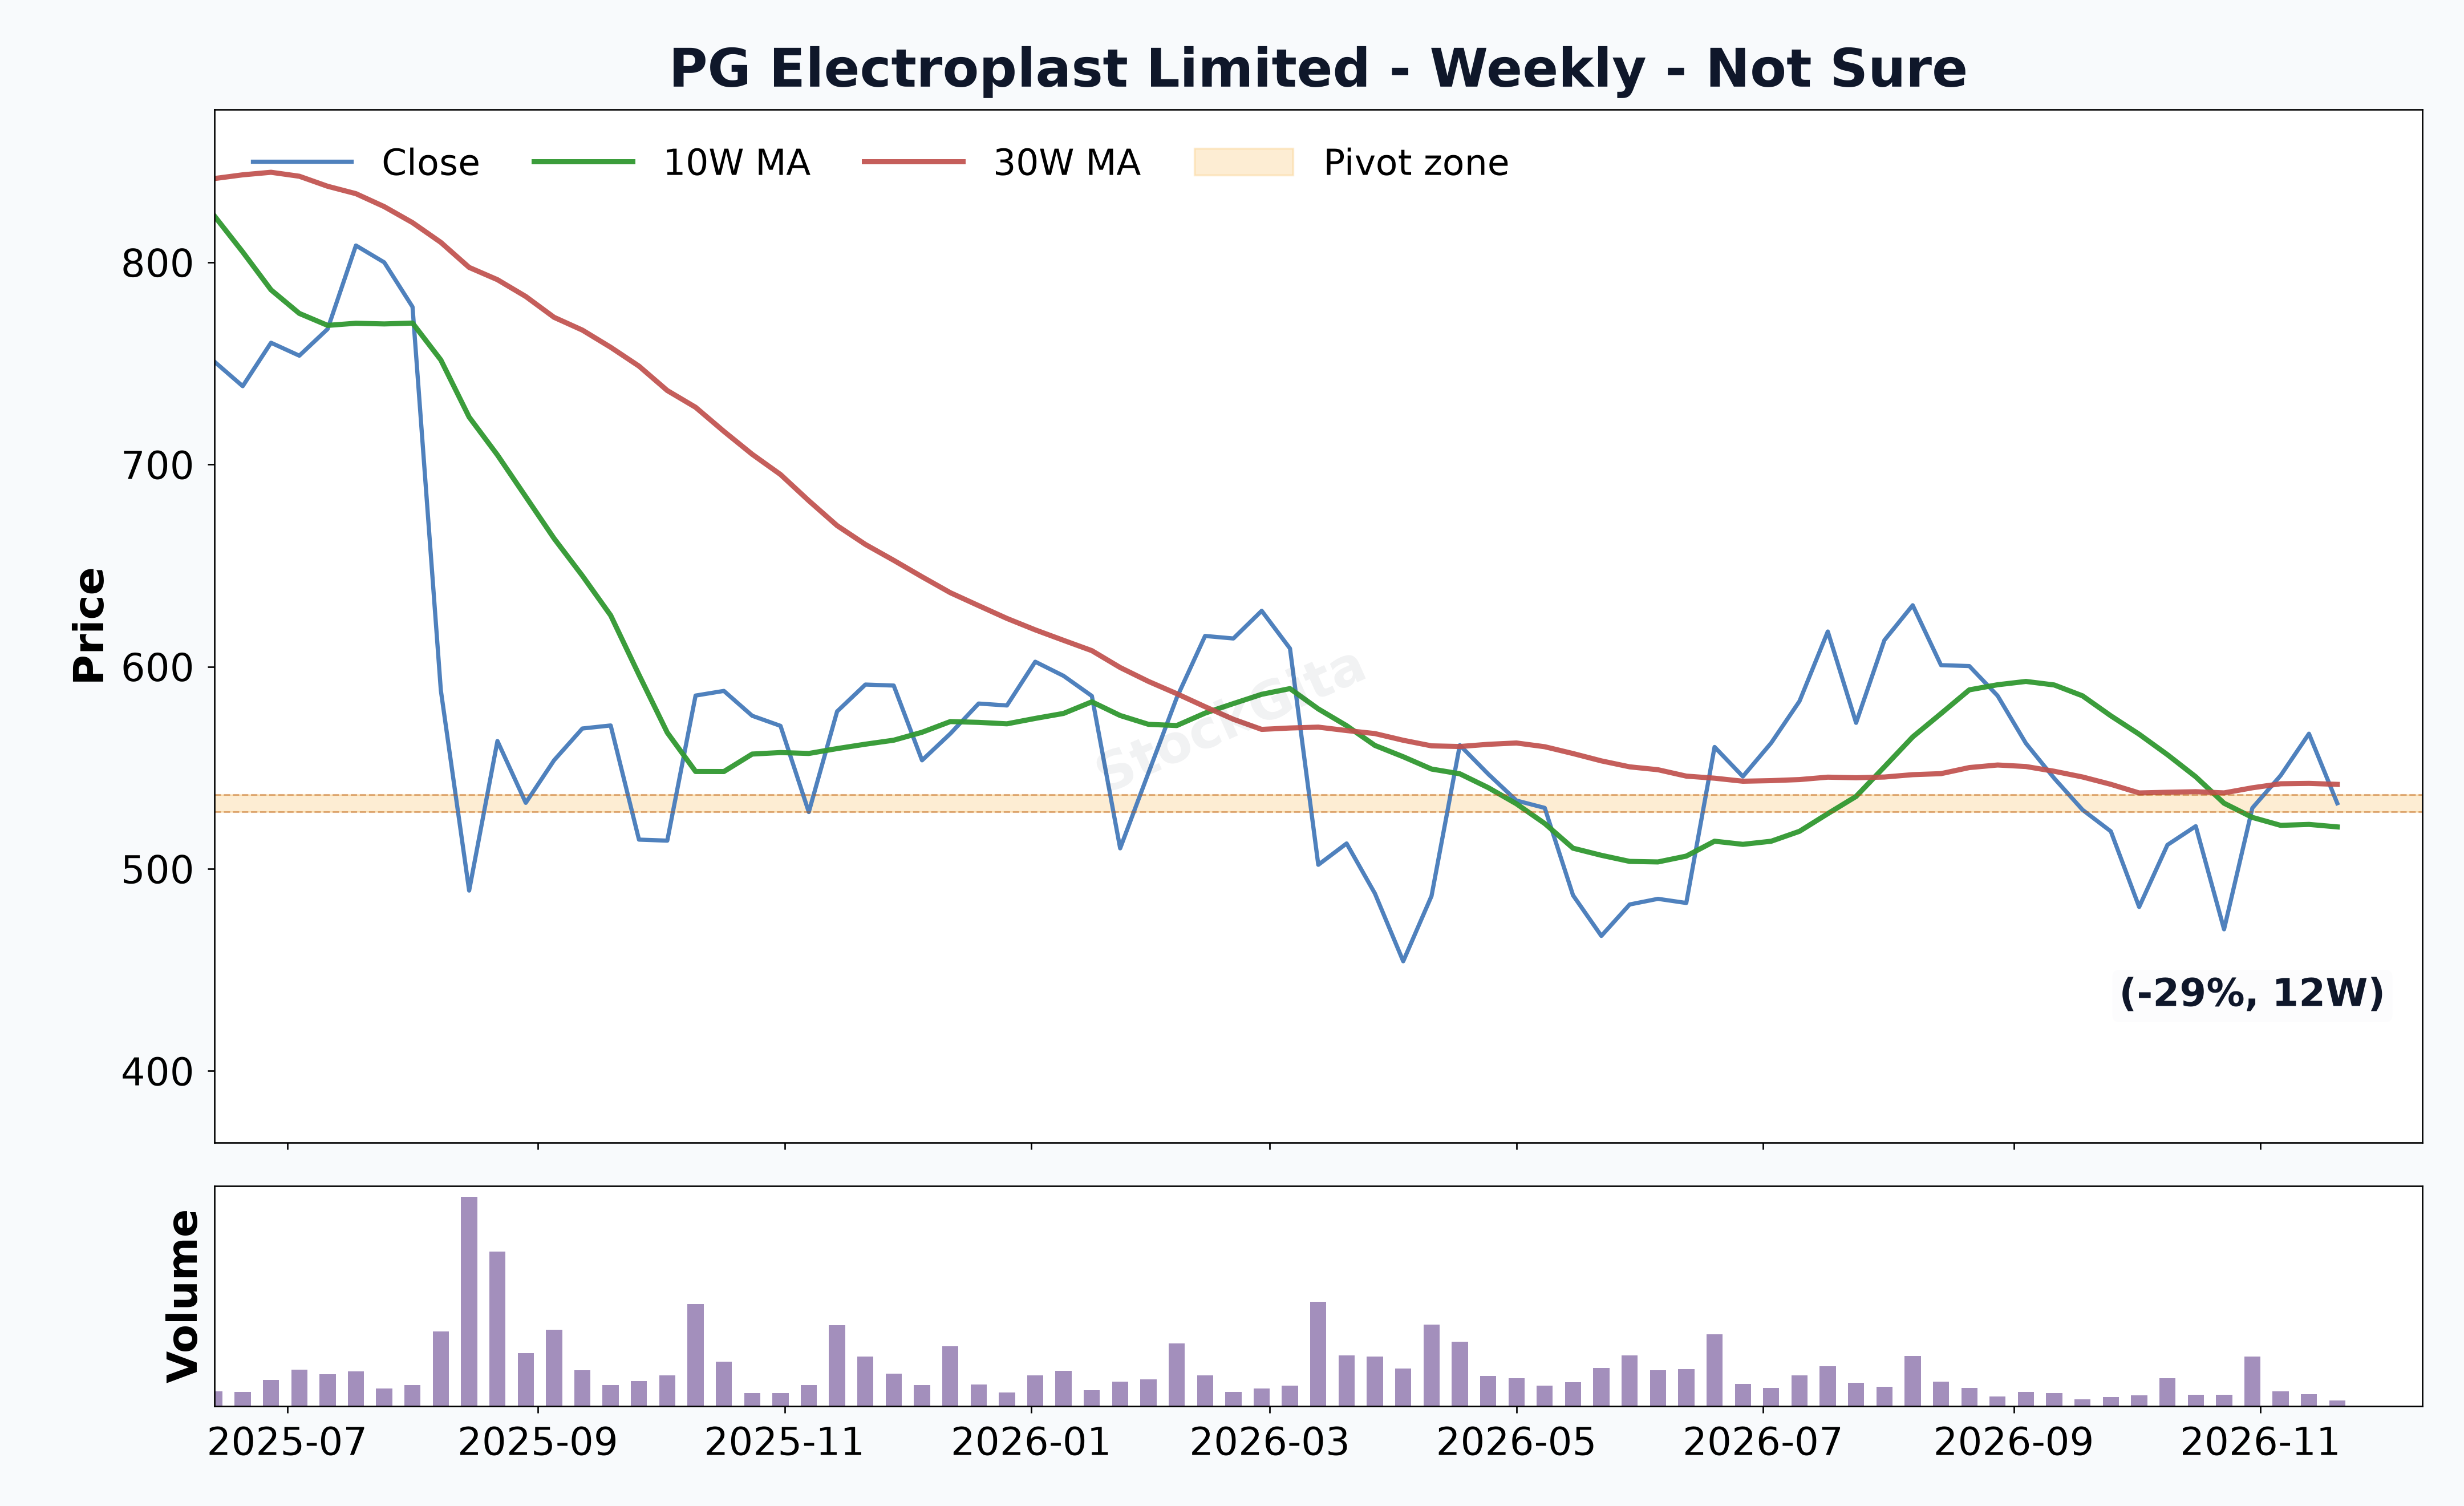 PG Electroplast Limited - Weekly - Not Sure
Close 10W MA 30W MA Pivot zone
Price
800
700
600
500
400
StockGita
(-29%, 12W)
Volume
2025-07 2025-09 2025-11 2026-01 2026-03 2026-05 2026-07 2026-09 2026-11